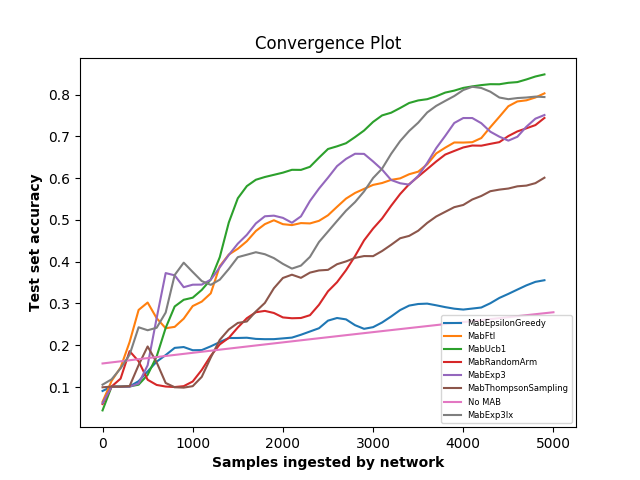 Convergence Plot
Test set accuracy
0.8
0.7
0.6
0.5
0.4
0.3
0.2
0.1
0
1000
2000
3000
4000
5000
Samples ingested by network
MabEpsilonGreedy
MabFtl
MabUcb1
MabRandomArm
MabExp3
MabThompsonSampling
No MAB
MabExp3Ix